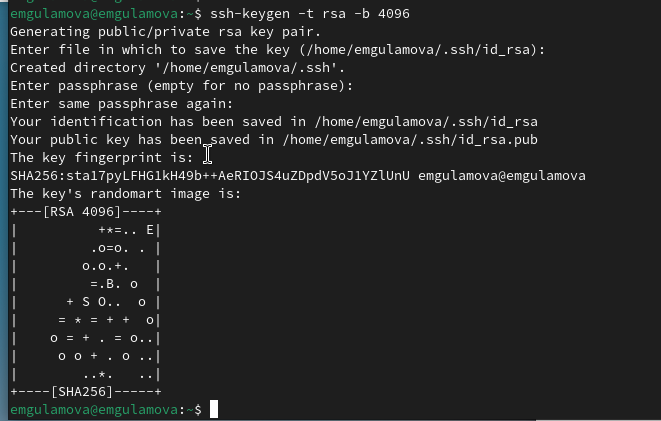 emgulamova@emgulamova:~$ ssh-keygen -t rsa -b 4096
Generating public/private rsa key pair.
Enter file in which to save the key (/home/emgulamova/.ssh/id_rsa):
Created directory '/home/emgulamova/.ssh'.
Enter passphrase (empty for no passphrase):
Enter same passphrase again:
Your identification has been saved in /home/emgulamova/.ssh/id_rsa
Your public key has been saved in /home/emgulamova/.ssh/id_rsa.pub
The key fingerprint is:
SHA256:sta17pyLFHG1kH49b++AeRIOJS4uZDpdV5oJ1YZlUnU emgulamova@emgulamova
The key's randomart image is:
+---[RSA 4096]----+
|          +*=.. E|
|         .o=o. . |
|        o.o.+.   |
|         =.B. o  |
|      + S O..  o |
|     = * = + +  o|
|    o = + . = o..|
|     o o + . o ..|
|        ..*.   ..|
+----[SHA256]-----+
emgulamova@emgulamova:~$